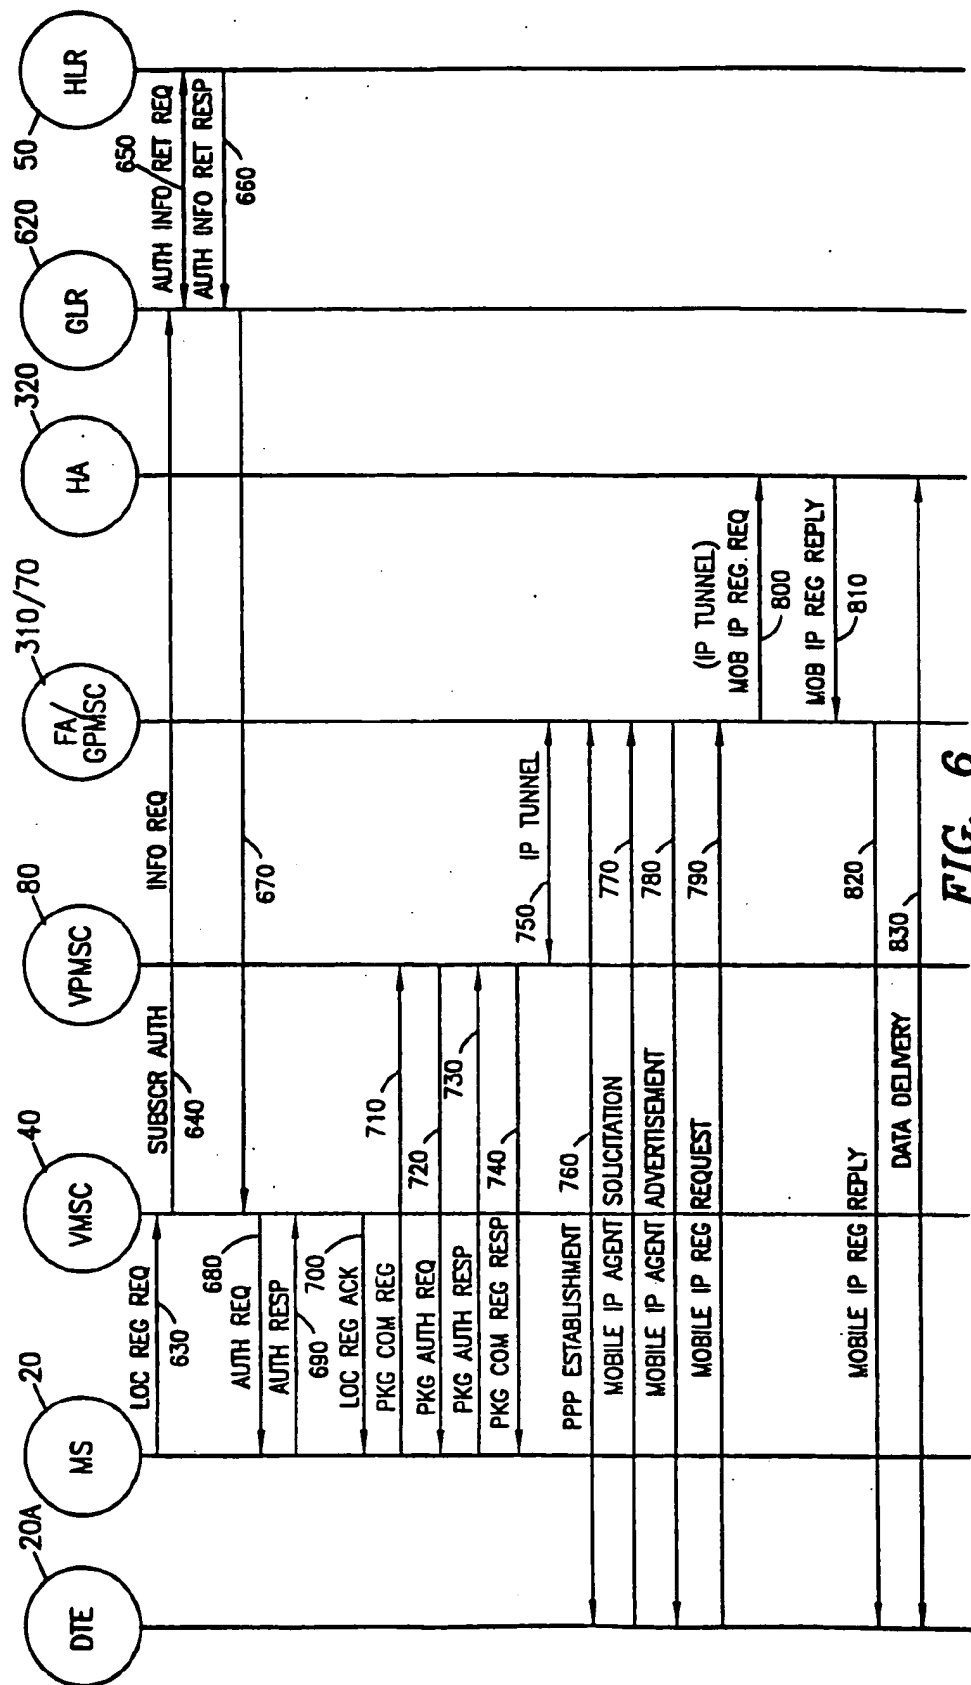 DTE
20A
MS
20
VMSC
40
VPMSC
80
FA/
GPMSC
310/70
HA
320
GLR
620
HLR
50
LOC REG REQ
630
SUBSCR AUTH INFO REQ
640
AUTH INFO RET REQ
650
AUTH INFO RET RESP
660
670
680
AUTH REQ
AUTH RESP
690
700
LOC REG ACK
PKG COM REG
710
PKG AUTH REQ
720
PKG AUTH RESP
730
PKG COM REG RESP
740
750
IP TUNNEL
PPP ESTABLISHMENT
760
MOBILE IP AGENT SOLICITATION
770
MOBILE IP AGENT ADVERTISEMENT
780
MOBILE IP REG REQUEST
790
(IP TUNNEL)
MOB IP REG. REQ
800
MOB IP REG REPLY
810
MOBILE IP REG REPLY
820
DATA DELIVERY
830
FIG. 6